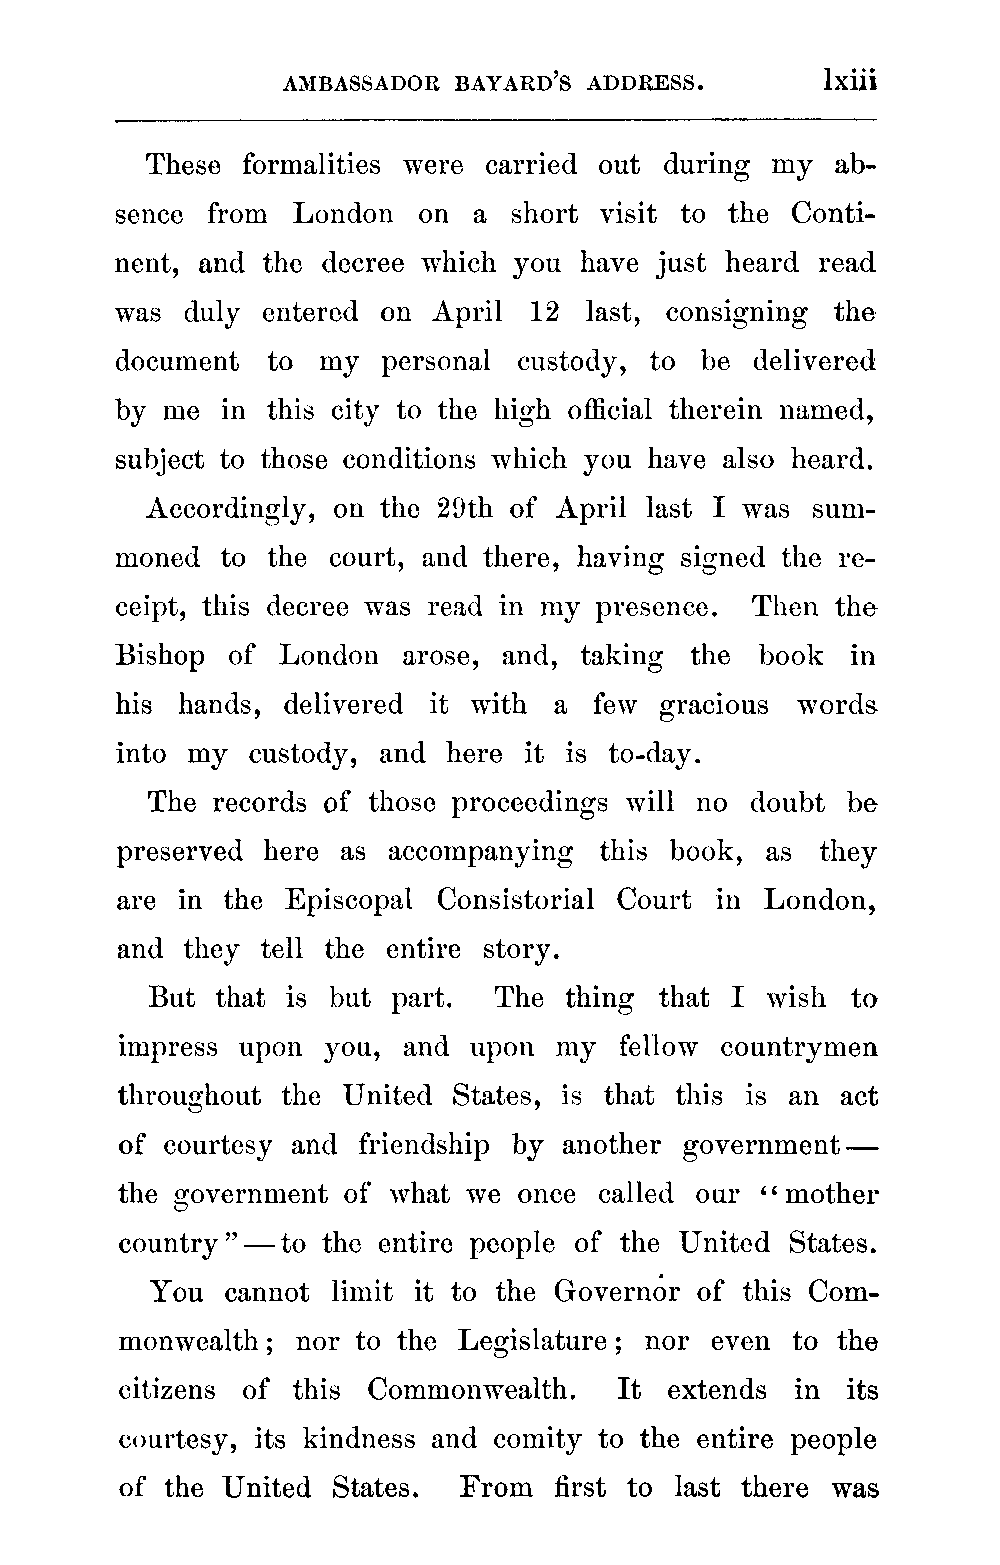 AMBASSADOR BAYARD'S ADDRESS. lxiii
These formalities were carried out during my ab-
sence from London on a short visit to the Conti-
nent, and the decree which you have just heard read
was duly entered on April 12 last, consigning the
document to my personal custody, to be delivered
by me in this city to the high official therein named,
subject to those conditions which you have also heard.
Accordingly, on the 29th of April last I was sum-
moned to the court, and there, having signed the re-
ceipt, this decree was read in my presence. Then the
Bishop of London arose, and, taking the book in
his hands, delivered it with a few gracious words
into my custody, and here it is to-day.
The records of those proceedings will no doubt be
preserved here as accompanying this book, as they
are in the Episcopal Consistorial Court in London,
and they tell the entire story.
But that is but part. The thing that I wish to
impress upon you, and upon my fellow countrymen
throughout the United States, is that this is an act
of courtesy and friendship by another government—
the government of what we once called our “mother
country”—to the entire people of the United States.
You cannot limit it to the Governor of this Com-
monwealth; nor to the Legislature; nor even to the
citizens of this Commonwealth. It extends in its
courtesy, its kindness and comity to the entire people
of the United States. From first to last there was